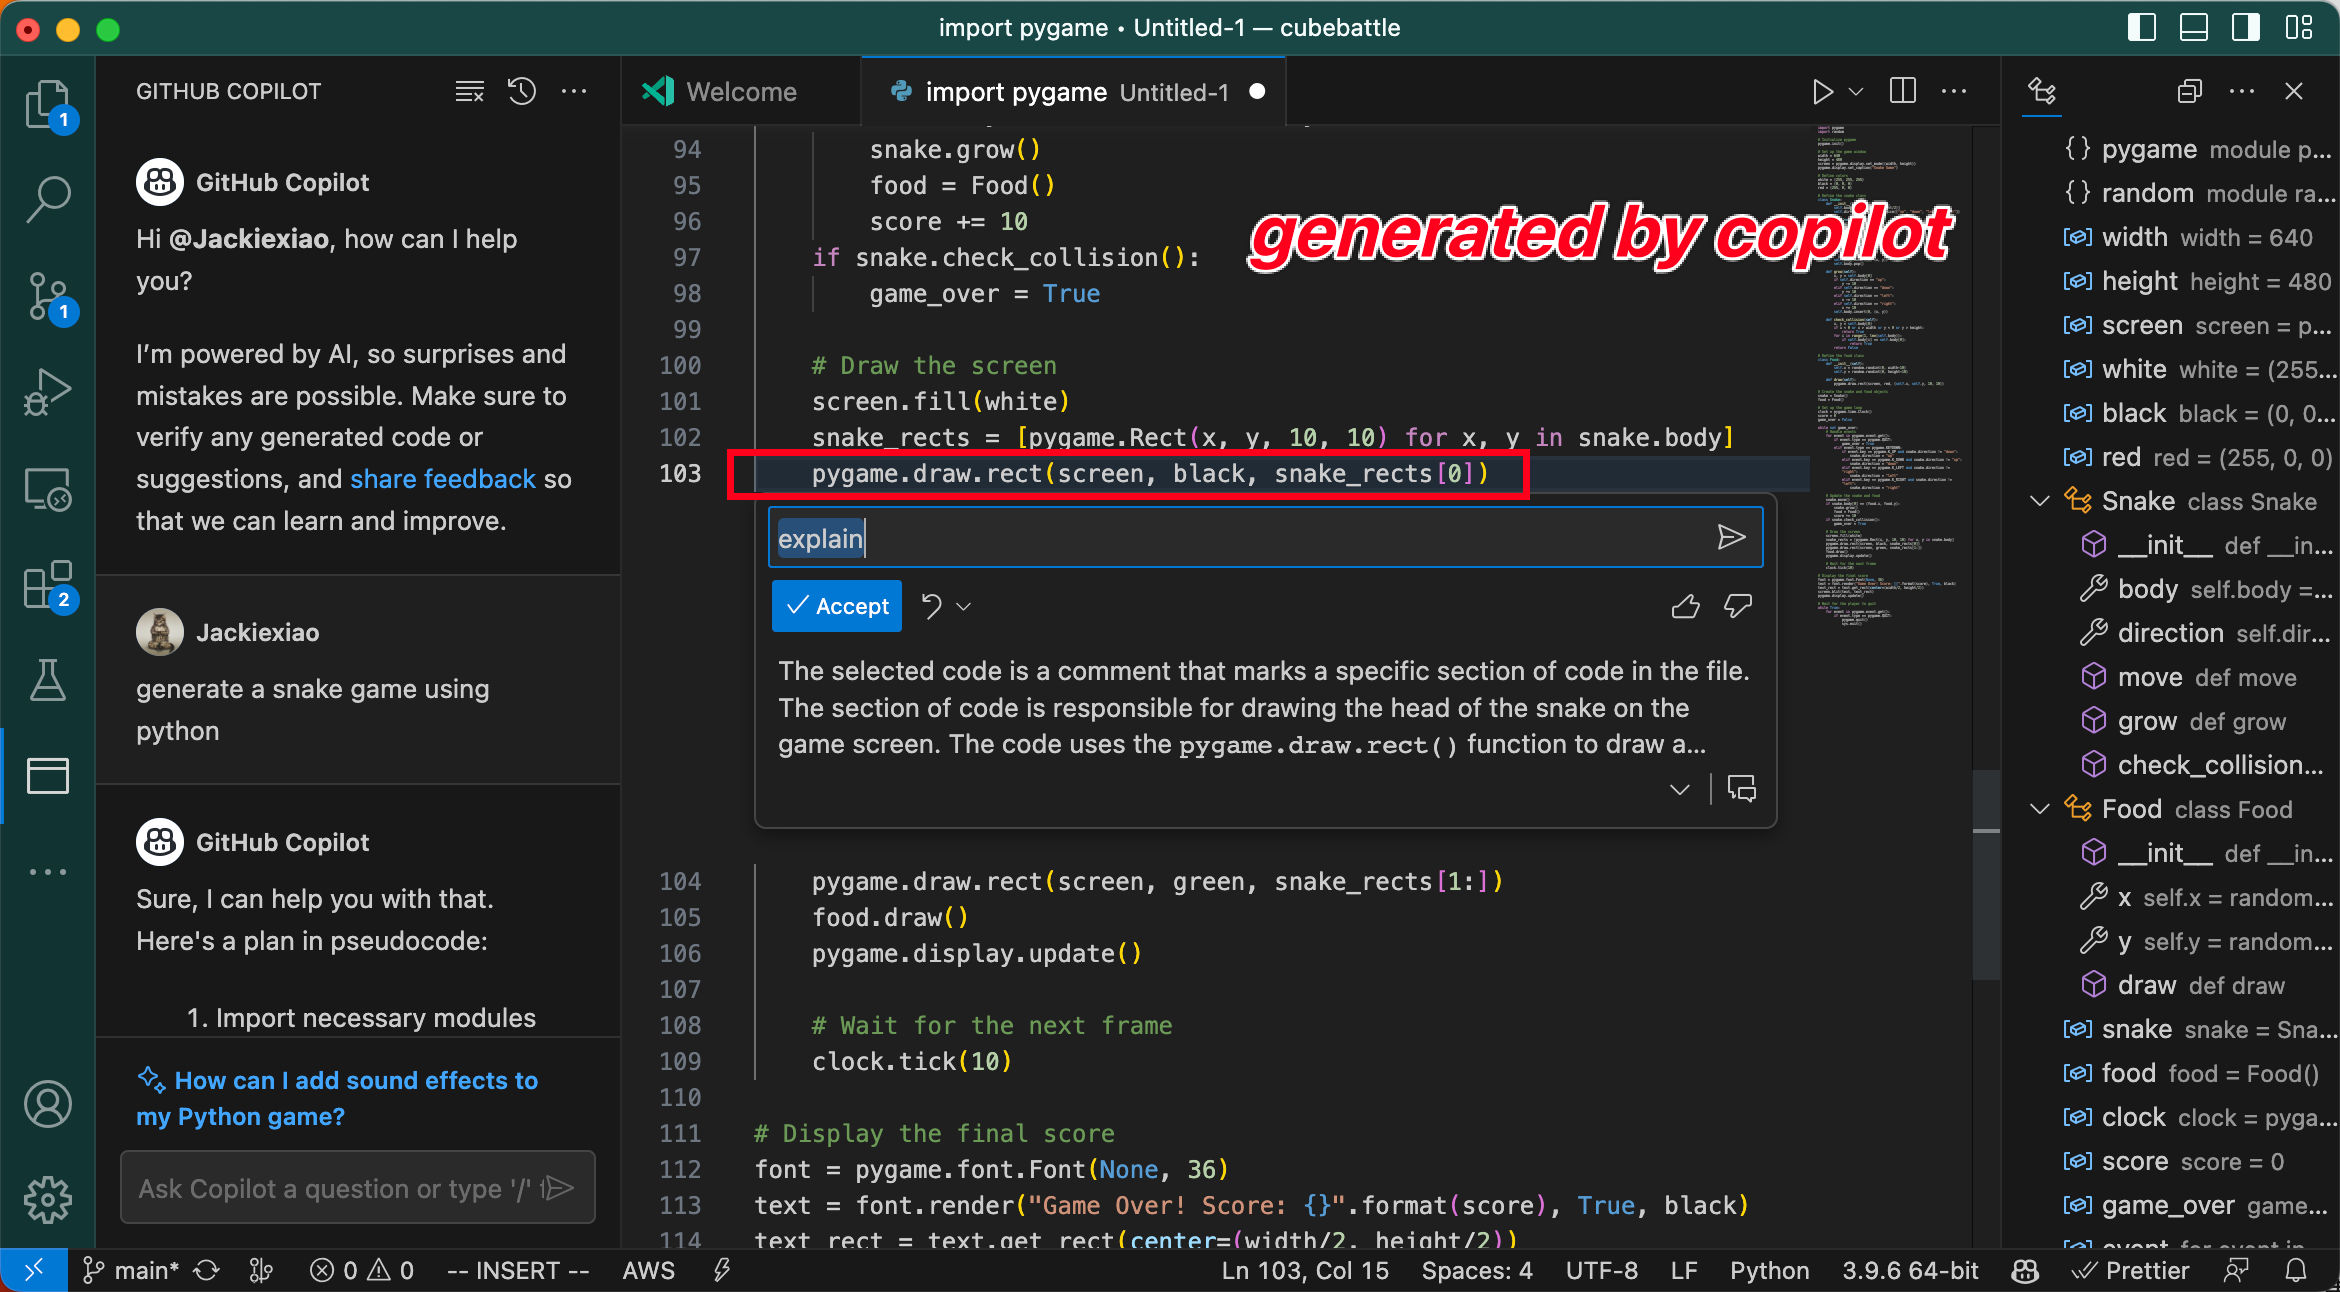 import pygame • Untitled-1 — cubebattle
1
1
2
GITHUB COPILOT
GitHub Copilot
Hi @Jackiexiao, how can I help
you?
I'm powered by AI, so surprises and
mistakes are possible. Make sure to
verify any generated code or
suggestions, and share feedback so
that we can learn and improve.
Jackiexiao
generate a snake game using
python
GitHub Copilot
Sure, I can help you with that.
Here's a plan in pseudocode:
1. Import necessary modules
How can I add sound effects to
my Python game?
Ask Copilot a question or type '/' f
Welcome
import pygame Untitled-1
94 snake.grow()
95 food = Food()
96 score += 10
97 if snake.check_collision():
98 game_over = True
99
100 # Draw the screen
101 screen.fill(white)
102 snake_rects = [pygame.Rect(x, y, 10, 10) for x, y in snake.body]
103 pygame.draw.rect(screen, black, snake_rects[0])
generated by copilot
explain
Accept
The selected code is a comment that marks a specific section of code in the file.
The section of code is responsible for drawing the head of the snake on the
game screen. The code uses the pygame.draw.rect() function to draw a...
104 pygame.draw.rect(screen, green, snake_rects[1:])
105 food.draw()
106 pygame.display.update()
107
108 # Wait for the next frame
109 clock.tick(10)
110
111 # Display the final score
112 font = pygame.font.Font(None, 36)
113 text = font.render("Game Over! Score: {}".format(score), True, black)
114 text_rect = text.get_rect(center=(width/2, height/2))
{} pygame module p...
{} random module ra...
width width = 640
height height = 480
screen screen = p...
white white = (255...
black black = (0, 0...
red red = (255, 0, 0)
Snake class Snake
__init__ def __in...
body self.body =...
direction self.dir...
move def move
grow def grow
check_collision...
Food class Food
__init__ def __in...
x self.x = random...
y self.y = random...
draw def draw
snake snake = Sna...
food food = Food()
clock clock = pyga...
score score = 0
game_over game...
event for event in
main* 0 0 -- INSERT -- AWS Ln 103, Col 15 Spaces: 4 UTF-8 LF Python 3.9.6 64-bit Prettier